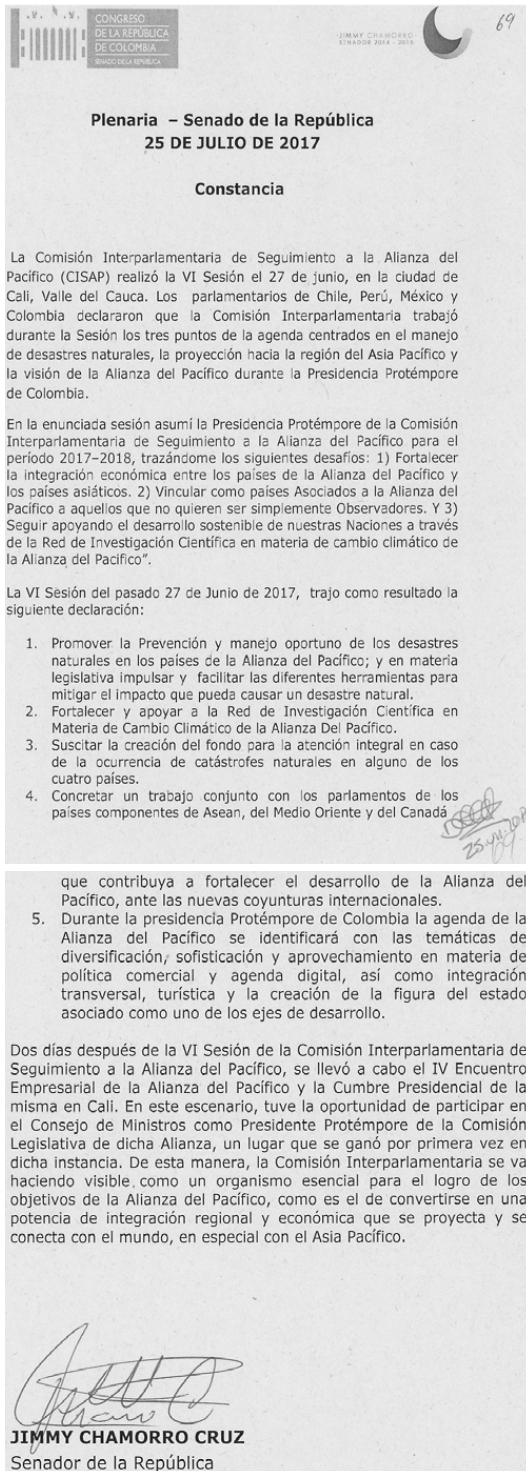 CONGRESO
DE LA REPÚBLICA
DE COLOMBIA
SENADO DE LA REPÚBLICA
JIMMY CHAMORRO
SENADOR 2014 - 2018
69
Plenaria – Senado de la República
25 DE JULIO DE 2017
Constancia
La Comisión Interparlamentaria de Seguimiento a la Alianza del
Pacífico (CISAP) realizó la VI Sesión el 27 de junio, en la ciudad de
Cali, Valle del Cauca. Los parlamentarios de Chile, Perú, México y
Colombia declararon que la Comisión Interparlamentaria trabajó
durante la Sesión los tres puntos de la agenda centrados en el manejo
de desastres naturales, la proyección hacia la región del Asia Pacífico y
la visión de la Alianza del Pacífico durante la Presidencia Protémpore
de Colombia.
En la enunciada sesión asumí la Presidencia Protémpore de la Comisión
Interparlamentaria de Seguimiento a la Alianza del Pacífico para el
período 2017–2018, trazándome los siguientes desafíos: 1) Fortalecer
la integración económica entre los países de la Alianza del Pacífico y
los países asiáticos. 2) Vincular como países Asociados a la Alianza del
Pacífico a aquellos que no quieren ser simplemente Observadores. Y 3)
Seguir apoyando el desarrollo sostenible de nuestras Naciones a través
de la Red de Investigación Científica en materia de cambio climático de
la Alianza del Pacifico”.
La VI Sesión del pasado 27 de Junio de 2017, trajo como resultado la
siguiente declaración:
1. Promover la Prevención y manejo oportuno de los desastres
naturales en los países de la Alianza del Pacífico; y en materia
legislativa impulsar y facilitar las diferentes herramientas para
mitigar el impacto que pueda causar un desastre natural.
2. Fortalecer y apoyar a la Red de Investigación Científica en
Materia de Cambio Climático de la Alianza Del Pacífico.
3. Suscitar la creación del fondo para la atención integral en caso
de la ocurrencia de catástrofes naturales en alguno de los
cuatro países.
4. Concretar un trabajo conjunto con los parlamentos de los
países componentes de Asean, del Medio Oriente y del Canadá
que contribuya a fortalecer el desarrollo de la Alianza del
Pacífico, ante las nuevas coyunturas internacionales.
5. Durante la presidencia Protémpore de Colombia la agenda de la
Alianza del Pacífico se identificará con las temáticas de
diversificación, sofisticación y aprovechamiento en materia de
política comercial y agenda digital, así como integración
transversal, turística y la creación de la figura del estado
asociado como uno de los ejes de desarrollo.
Dos días después de la VI Sesión de la Comisión Interparlamentaria de
Seguimiento a la Alianza del Pacífico, se llevó a cabo el IV Encuentro
Empresarial de la Alianza del Pacífico y la Cumbre Presidencial de la
misma en Cali. En este escenario, tuve la oportunidad de participar en
el Consejo de Ministros como Presidente Protémpore de la Comisión
Legislativa de dicha Alianza, un lugar que se ganó por primera vez en
dicha instancia. De esta manera, la Comisión Interparlamentaria se va
haciendo visible como un organismo esencial para el logro de los
objetivos de la Alianza del Pacífico, como es el de convertirse en una
potencia de integración regional y económica que se proyecta y se
conecta con el mundo, en especial con el Asia Pacífico.
JIMMY CHAMORRO CRUZ
Senador de la República